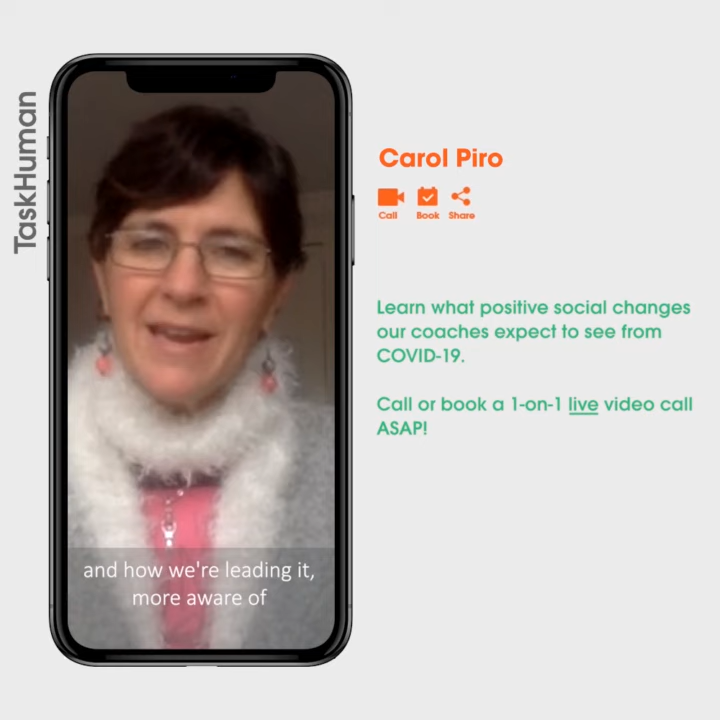 TaskHuman
Carol Piro
Call Book Share
Learn what positive social changes
our coaches expect to see from
COVID-19.
Call or book a 1-on-1 live video call
ASAP!
and how we're leading it,
more aware of